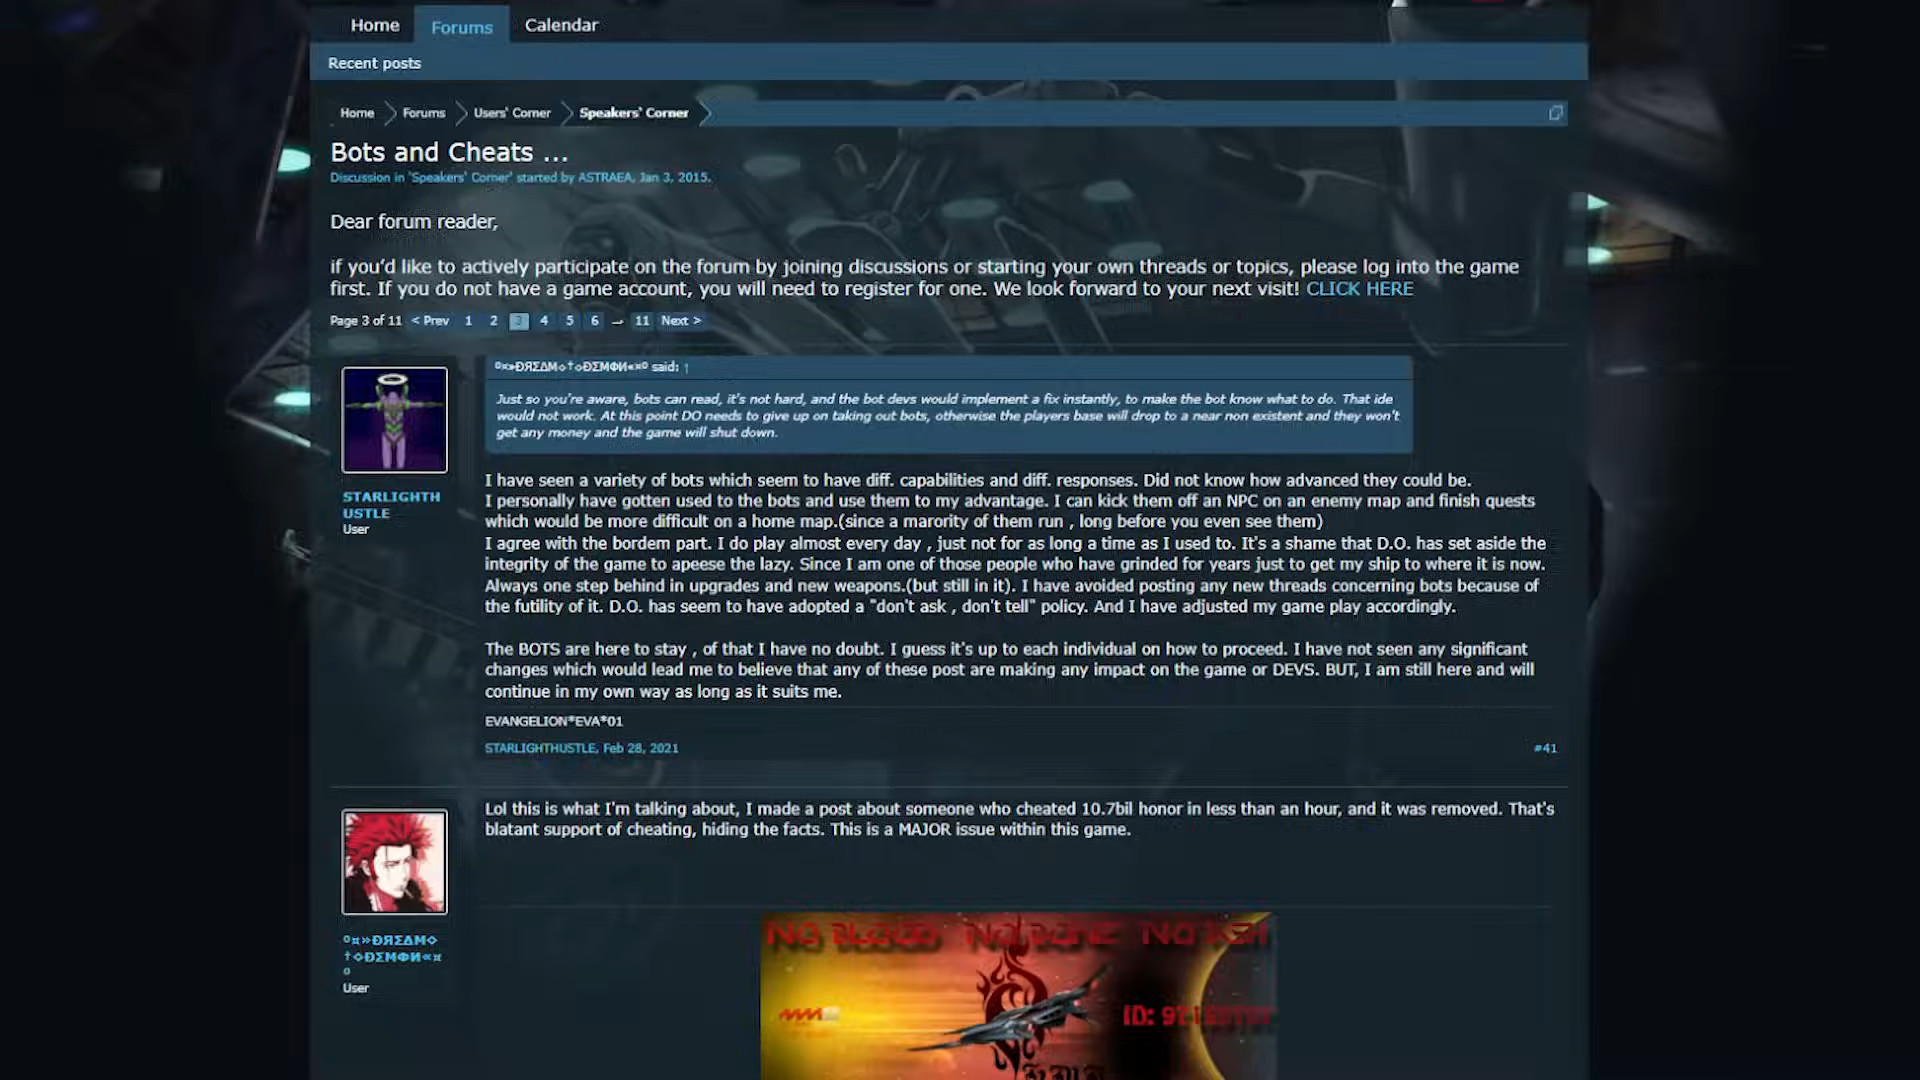 Home Forums Calendar
Recent posts
Home Forums Users' Corner Speakers' Corner
Bots and Cheats ...
Discussion in 'Speakers' Corner' started by ASTRAEA, Jan 3, 2015.
Dear forum reader,
if you'd like to actively participate on the forum by joining discussions or starting your own threads or topics, please log into the game
first. If you do not have a game account, you will need to register for one. We look forward to your next visit! CLICK HERE
Page 3 of 11 < Prev 1 2 3 4 5 6 → 11 Next >
º¤»ÐЯΣΔM◇†◇ÐΣMΦИ«¤º said: ↑
Just so you're aware, bots can read, it's not hard, and the bot devs would implement a fix instantly, to make the bot know what to do. That ide
would not work. At this point DO needs to give up on taking out bots, otherwise the players base will drop to a near non existent and they won't
get any money and the game will shut down.
STARLIGHTH
USTLE
User
I have seen a variety of bots which seem to have diff. capabilities and diff. responses. Did not know how advanced they could be.
I personally have gotten used to the bots and use them to my advantage. I can kick them off an NPC on an enemy map and finish quests
which would be more difficult on a home map.(since a marority of them run , long before you even see them)
I agree with the bordem part. I do play almost every day , just not for as long a time as I used to. It's a shame that D.O. has set aside the
integrity of the game to apeese the lazy. Since I am one of those people who have grinded for years just to get my ship to where it is now.
Always one step behind in upgrades and new weapons.(but still in it). I have avoided posting any new threads concerning bots because of
the futility of it. D.O. has seem to have adopted a "don't ask , don't tell" policy. And I have adjusted my game play accordingly.
The BOTS are here to stay , of that I have no doubt. I guess it's up to each individual on how to proceed. I have not seen any significant
changes which would lead me to believe that any of these post are making any impact on the game or DEVS. BUT, I am still here and will
continue in my own way as long as it suits me.
EVANGELION*EVA*01
STARLIGHTHUSTLE, Feb 28, 2021 #41
Lol this is what I'm talking about, I made a post about someone who cheated 10.7bil honor in less than an hour, and it was removed. That's
blatant support of cheating, hiding the facts. This is a MAJOR issue within this game.
º¤»ÐЯΣΔM◇
†◇ÐΣMΦИ«¤
º
User
NO BLOOD NO BONE NO
ID: